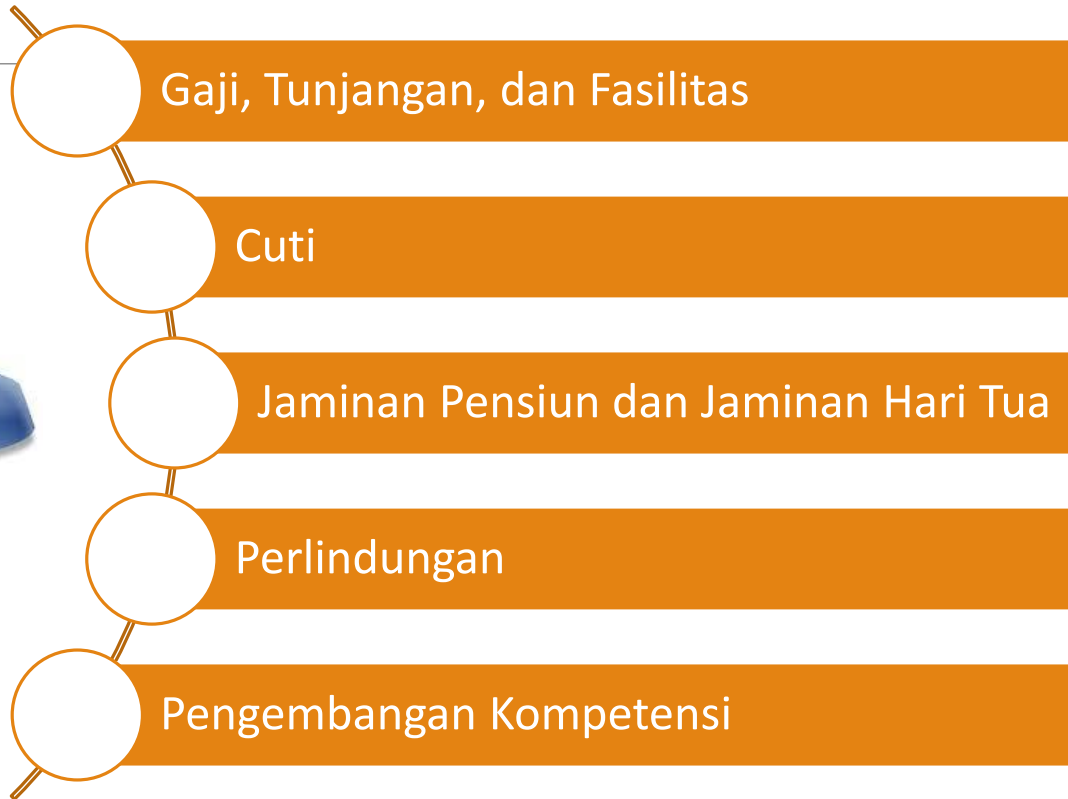 Gaji, Tunjangan, dan Fasilitas
Cuti
Jaminan Pensiun dan Jaminan Hari Tua
Perlindungan
Pengembangan Kompetensi